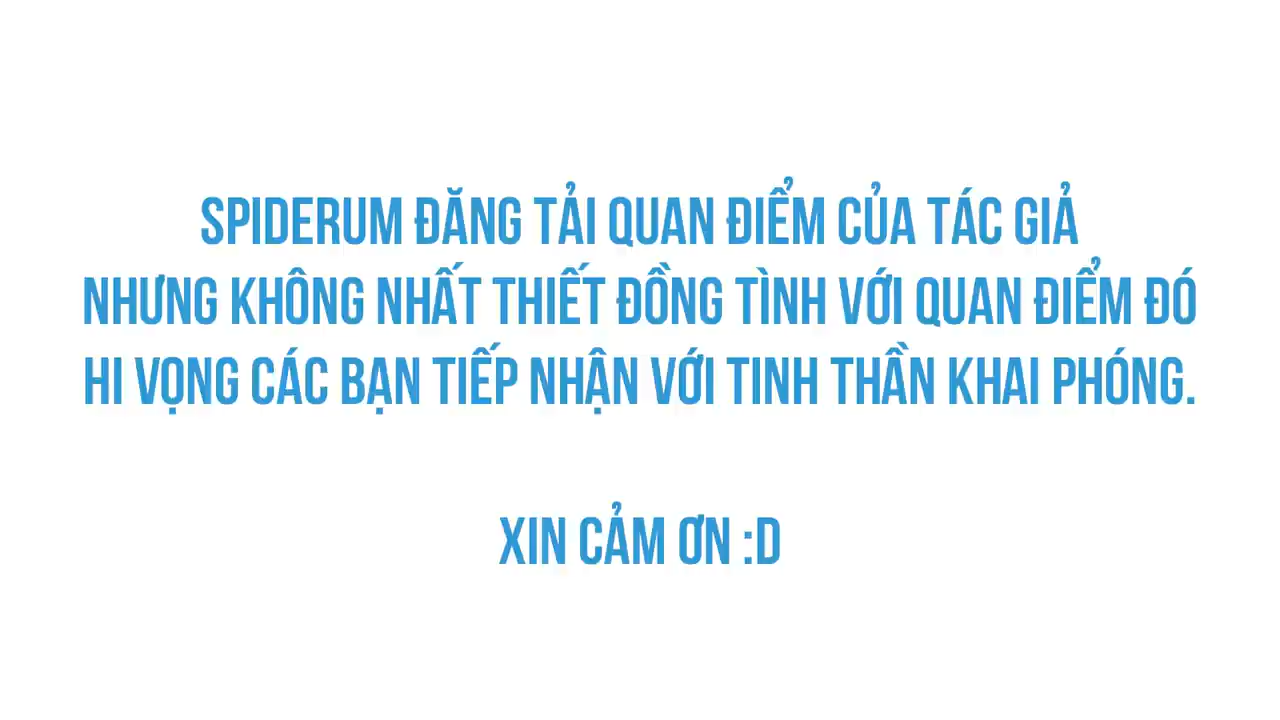 SPIDERUM ĐĂNG TẢI QUAN ĐIỂM CỦA TÁC GIẢ
NHƯNG KHÔNG NHẤT THIẾT ĐỒNG TÌNH VỚI QUAN ĐIỂM ĐÓ
HI VỌNG CÁC BẠN TIẾP NHẬN VỚI TINH THẦN KHAI PHÓNG.
XIN CẢM ƠN :D